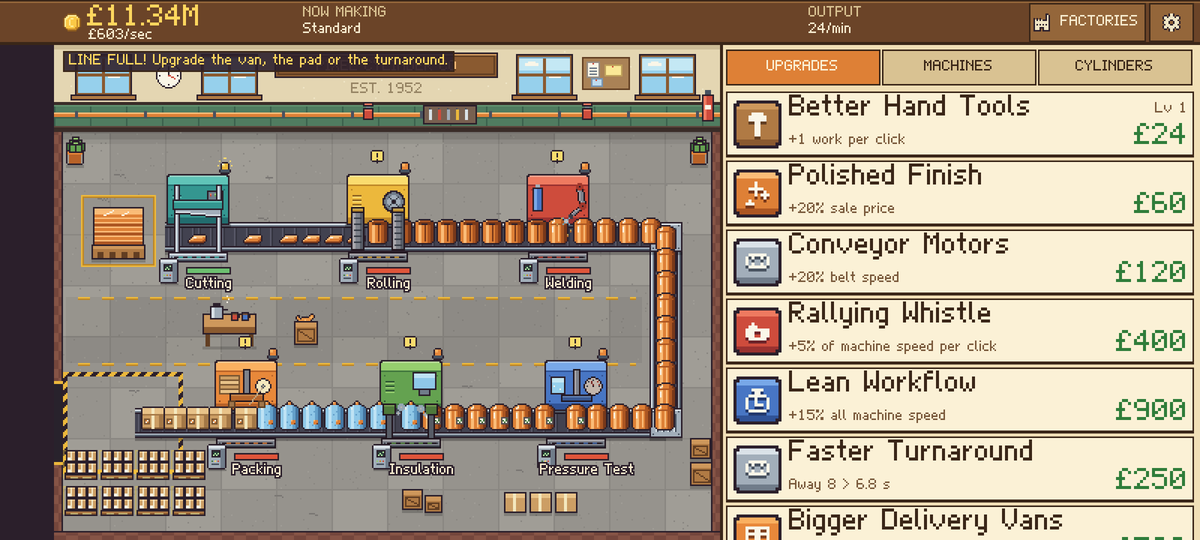 £11.34M
£603/sec
NOW MAKING
Standard
OUTPUT
24/min
FACTORIES
LINE FULL! Upgrade the van, the pad or the turnaround.
EST. 1952
Cutting
Rolling
Welding
Packing
Insulation
Pressure Test
UPGRADES
MACHINES
CYLINDERS
Better Hand Tools
Lv 1
+1 work per click
£24
Polished Finish
+20% sale price
£60
Conveyor Motors
+20% belt speed
£120
Rallying Whistle
+5% of machine speed per click
£400
Lean Workflow
+15% all machine speed
£900
Faster Turnaround
Away 8 > 6.8 s
£250
Bigger Delivery Vans